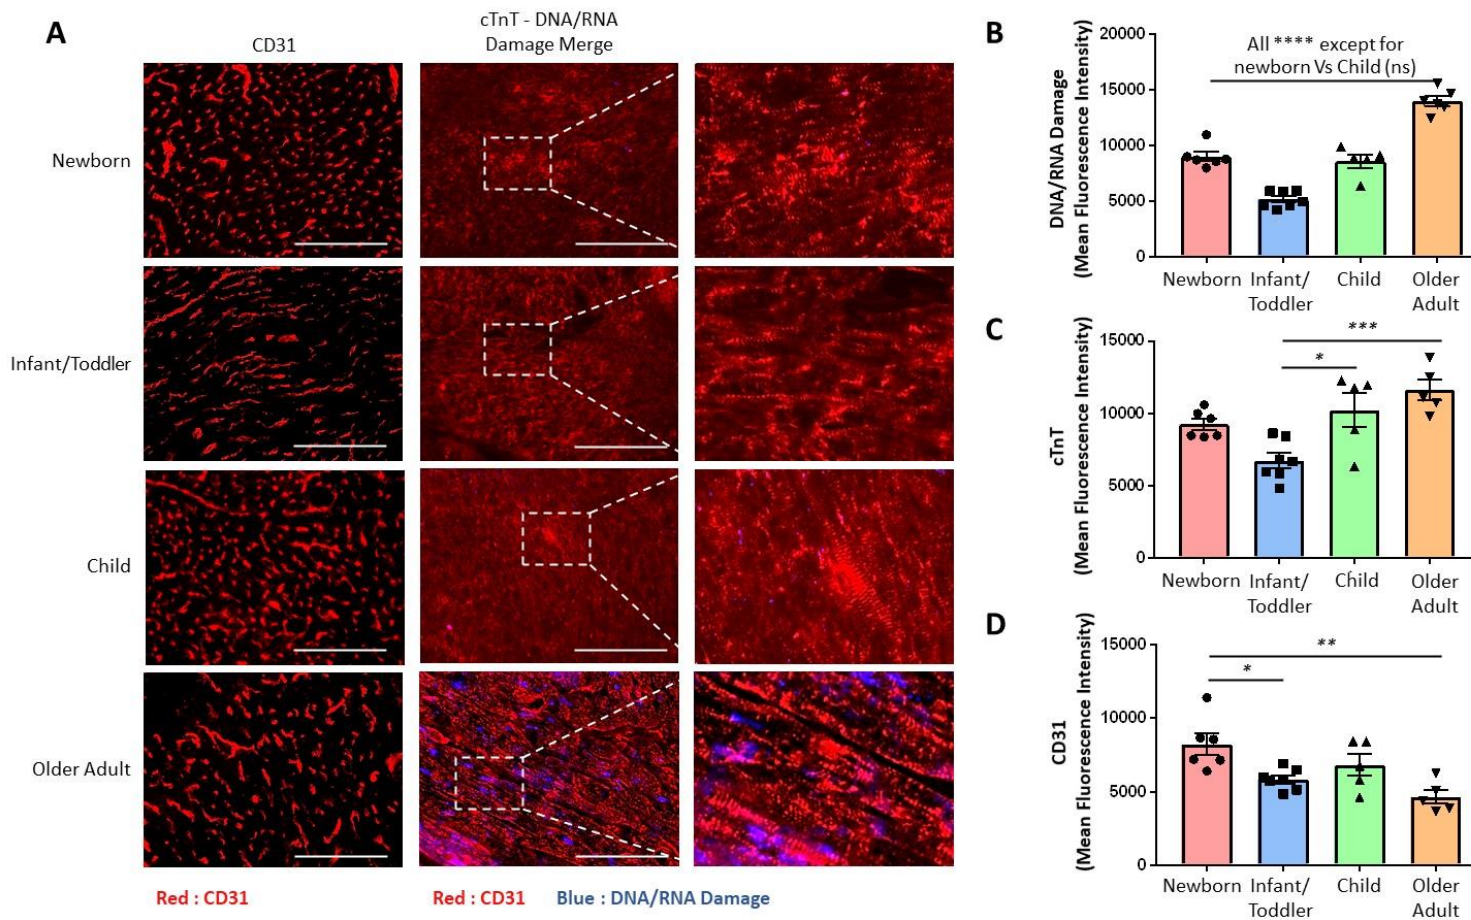 A
CD31
cTnT - DNA/RNA
Damage Merge
Newborn
Infant/Toddler
Child
Older Adult
Red : CD31
Red : CD31
Blue : DNA/RNA Damage
B
DNA/RNA Damage
(Mean Fluorescence Intensity)
20000
15000
10000
5000
0
All **** except for
newborn Vs Child (ns)
Newborn Infant/ Child Older
Toddler Adult
C
cTnT
(Mean Fluorescence Intensity)
15000
10000
5000
0
***
*
Newborn Infant/ Child Older
Toddler Adult
D
CD31
(Mean Fluorescence Intensity)
15000
10000
5000
0
**
*
Newborn Infant/ Child Older
Toddler Adult